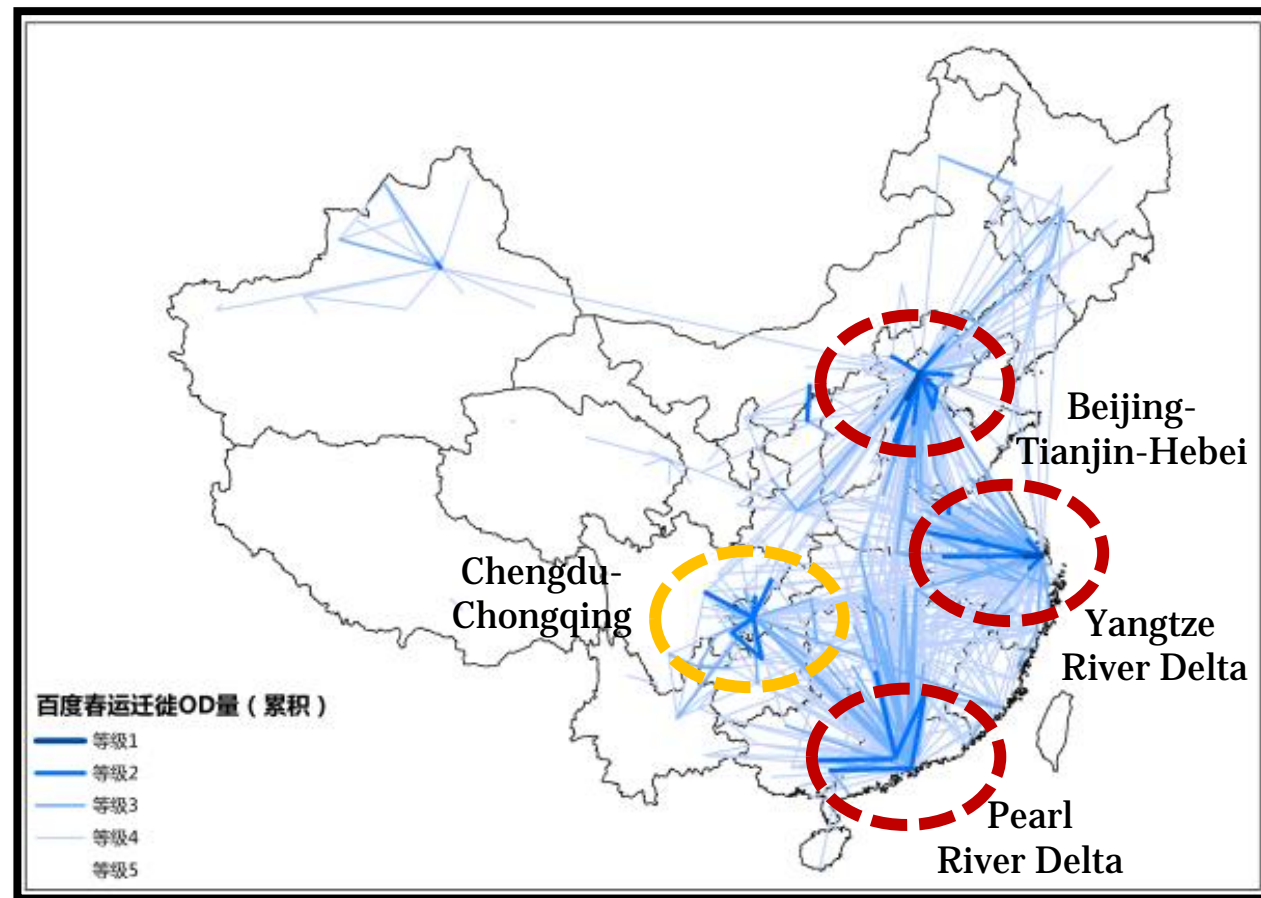 Beijing-
Tianjin-Hebei
Chengdu-
Chongqing
Yangtze
River Delta
Pearl
River Delta
百度春运迁徙OD量（累积）
等级1
等级2
等级3
等级4
等级5